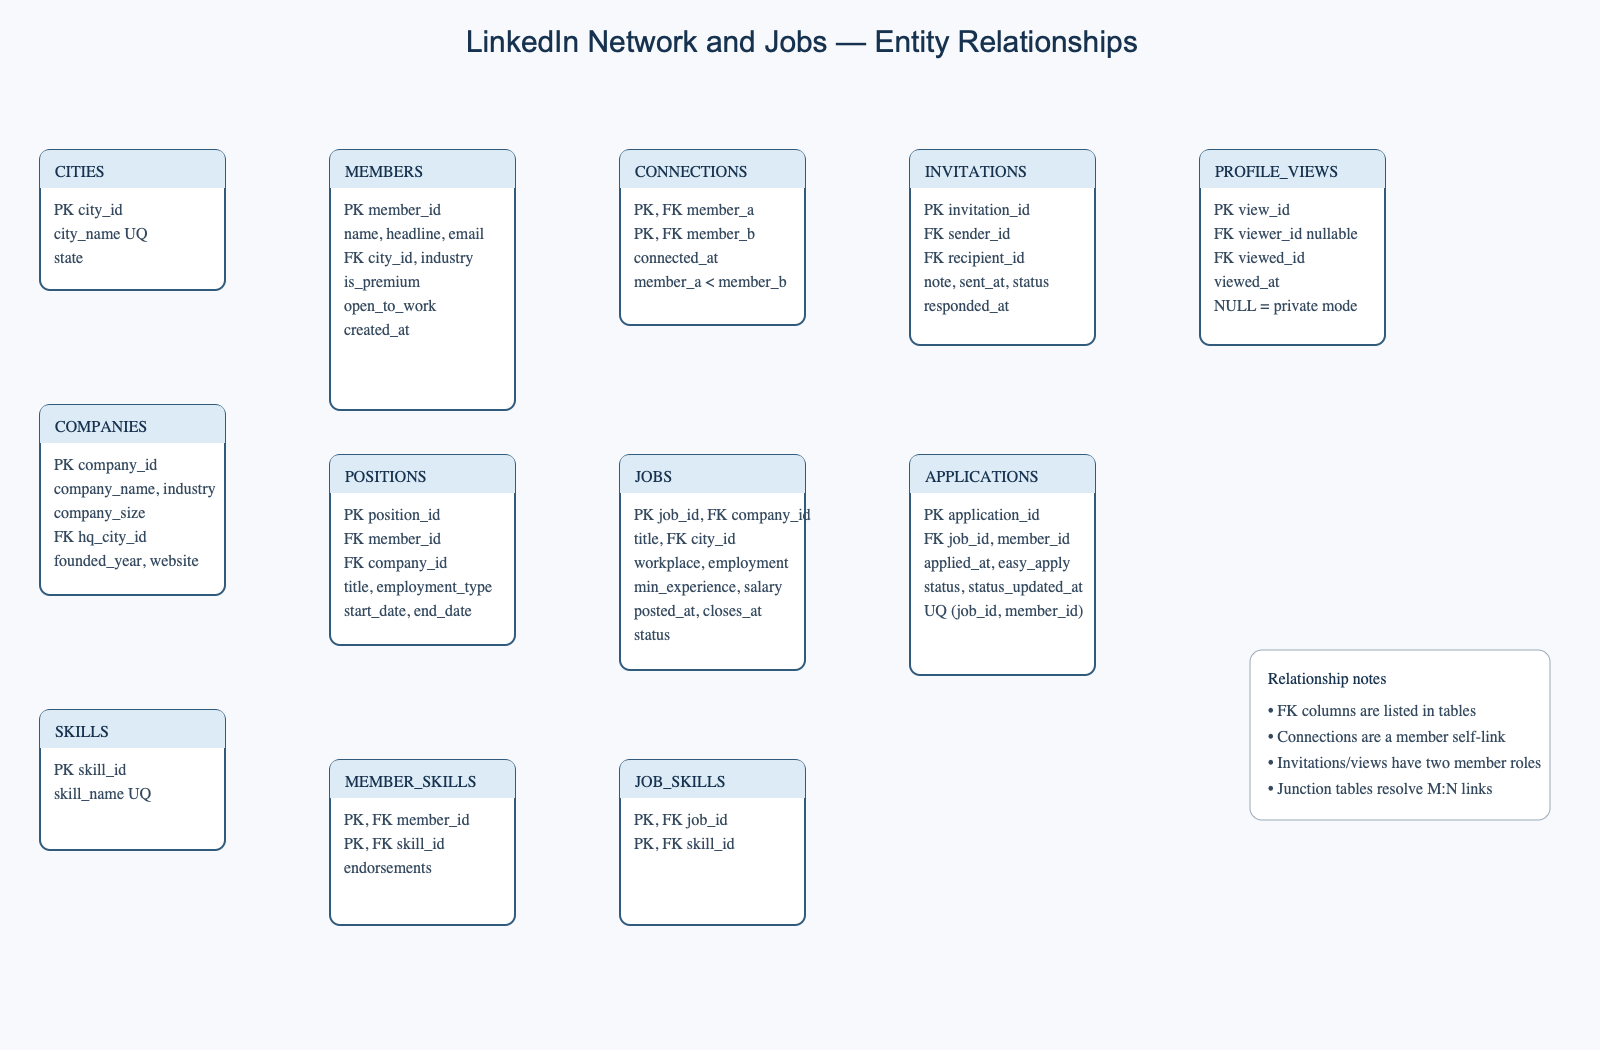 LinkedIn Network and Jobs — Entity Relationships
CITIES
PK city_id
city_name UQ
state
MEMBERS
PK member_id
name, headline, email
FK city_id, industry
is_premium
open_to_work
created_at
CONNECTIONS
PK, FK member_a
PK, FK member_b
connected_at
member_a < member_b
INVITATIONS
PK invitation_id
FK sender_id
FK recipient_id
note, sent_at, status
responded_at
PROFILE_VIEWS
PK view_id
FK viewer_id nullable
FK viewed_id
viewed_at
NULL = private mode
COMPANIES
PK company_id
company_name, industry
company_size
FK hq_city_id
founded_year, website
POSITIONS
PK position_id
FK member_id
FK company_id
title, employment_type
start_date, end_date
JOBS
PK job_id, FK company_id
title, FK city_id
workplace, employment
min_experience, salary
posted_at, closes_at
status
APPLICATIONS
PK application_id
FK job_id, member_id
applied_at, easy_apply
status, status_updated_at
UQ (job_id, member_id)
Relationship notes
• FK columns are listed in tables
• Connections are a member self-link
• Invitations/views have two member roles
• Junction tables resolve M:N links
SKILLS
PK skill_id
skill_name UQ
MEMBER_SKILLS
PK, FK member_id
PK, FK skill_id
endorsements
JOB_SKILLS
PK, FK job_id
PK, FK skill_id